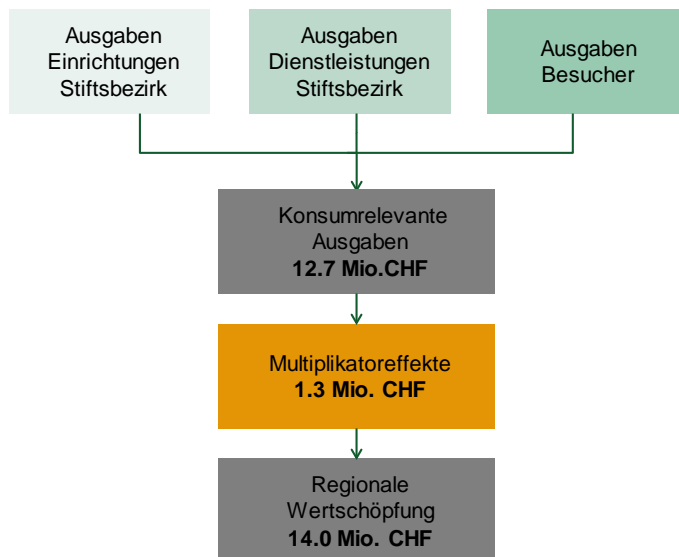 Ausgaben
Einrichtungen
Stiftsbezirk
Ausgaben
Dienstleistungen
Stiftsbezirk
Ausgaben
Besucher
Konsumrelevante
Ausgaben
12.7 Mio.CHF
Multiplikatoreffekte
1.3 Mio. CHF
Regionale
Wertschöpfung
14.0 Mio. CHF